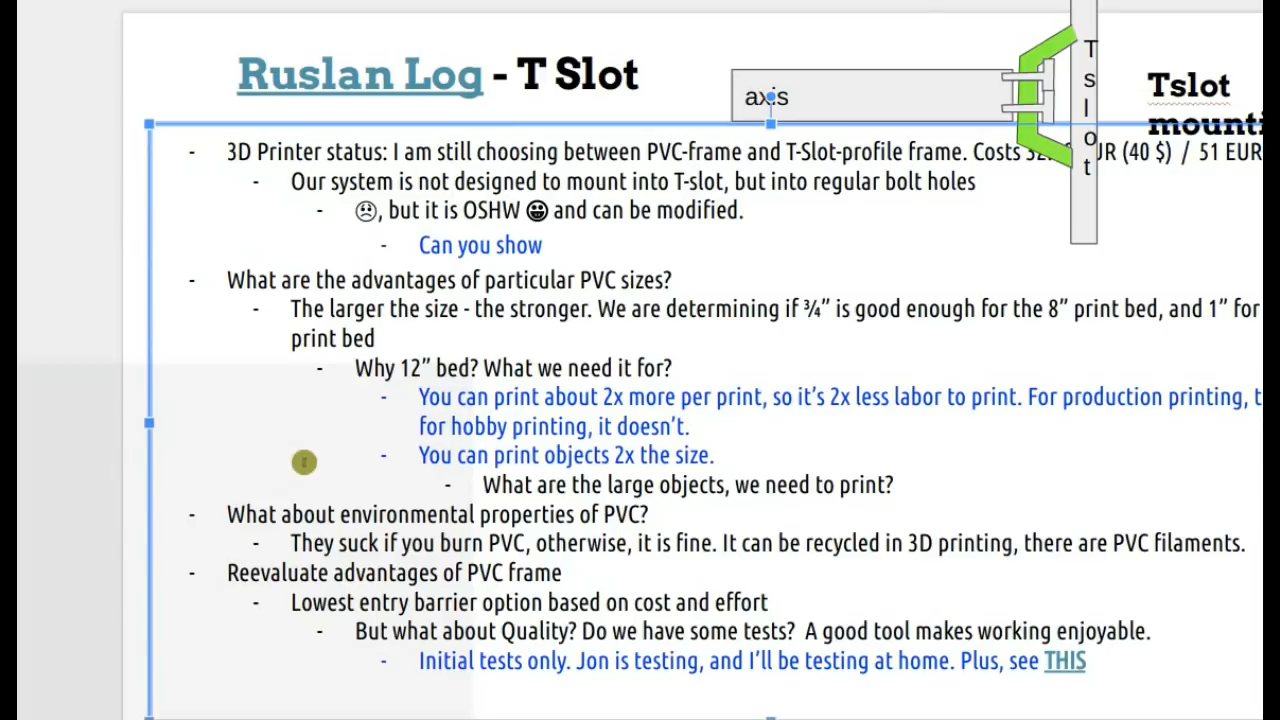 Ruslan Log - T Slot
axis
T
s
l
o
t
Tslot
mounti
- 3D Printer status: I am still choosing between PVC-frame and T-Slot-profile frame. Costs UR (40 $) / 51 EUR
- Our system is not designed to mount into T-slot, but into regular bolt holes
- ☹, but it is OSHW 😀 and can be modified.
- Can you show
- What are the advantages of particular PVC sizes?
- The larger the size - the stronger. We are determining if ¾” is good enough for the 8” print bed, and 1” for
print bed
- Why 12” bed? What we need it for?
- You can print about 2x more per print, so it’s 2x less labor to print. For production printing, t
for hobby printing, it doesn’t.
- You can print objects 2x the size.
- What are the large objects, we need to print?
- What about environmental properties of PVC?
- They suck if you burn PVC, otherwise, it is fine. It can be recycled in 3D printing, there are PVC filaments.
- Reevaluate advantages of PVC frame
- Lowest entry barrier option based on cost and effort
- But what about Quality? Do we have some tests? A good tool makes working enjoyable.
- Initial tests only. Jon is testing, and I’ll be testing at home. Plus, see THIS